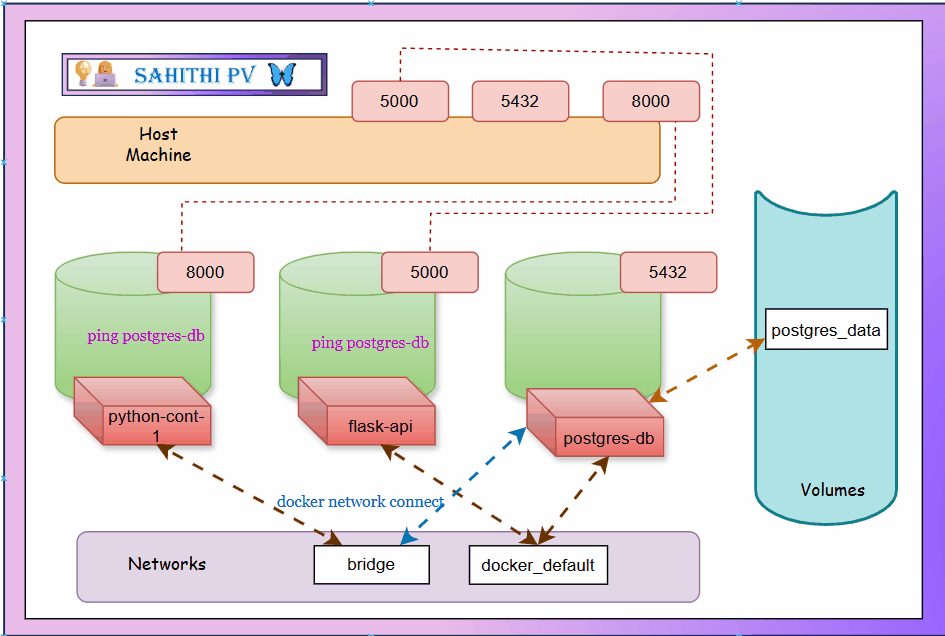 SAHITHI PV
5000
5432
8000
Host
Machine
8000
5000
5432
ping postgres-db
ping postgres-db
postgres_data
python-cont-
1
flask-api
postgres-db
docker network connect
Volumes
Networks
bridge
docker_default